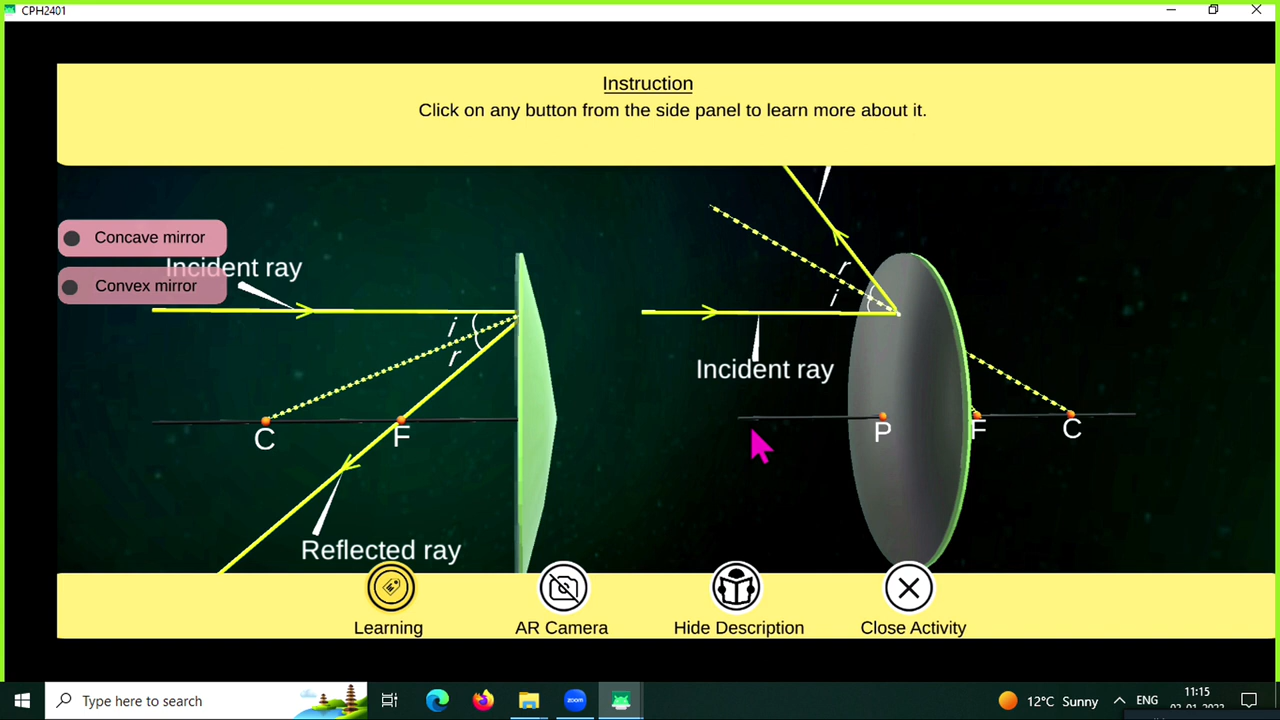 CPH2401
Instruction
Click on any button from the side panel to learn more about it.
Concave mirror
Incident ray
Convex mirror
r
i
i
r
Incident ray
C
F
P
F
C
Reflected ray
Learning
AR Camera
Hide Description
Close Activity
Type here to search
zoom
12°C Sunny
ENG
11:15